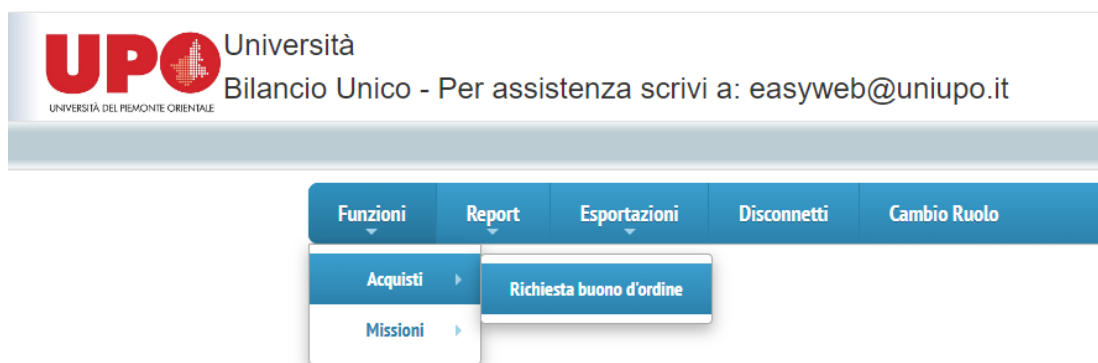 UPO
UNIVERSITÀ DEL PIEMONTE ORIENTALE
Università
Bilancio Unico - Per assistenza scrivi a: easyweb@uniupo.it
Funzioni Report Esportazioni Disconnetti Cambio Ruolo
Acquisti Richiesta buono d'ordine
Missioni